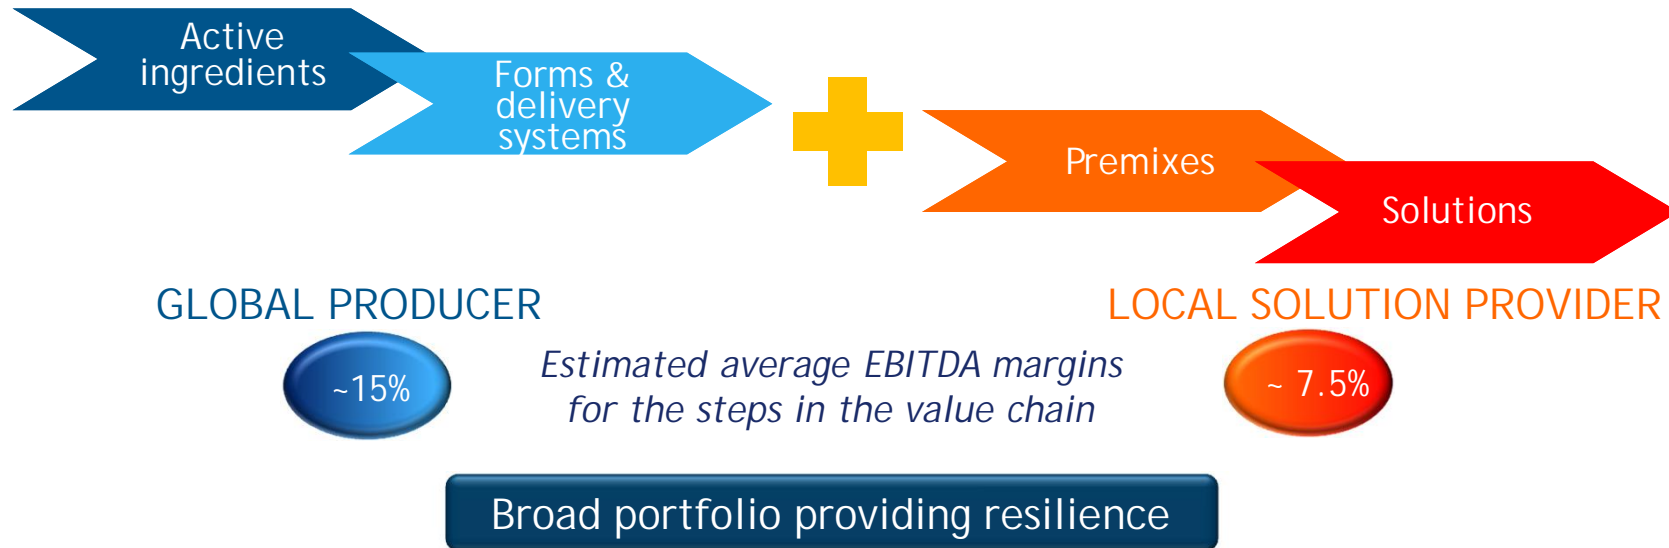 Active
ingredients
Forms &
delivery
systems
Premixes
Solutions
GLOBAL PRODUCER
LOCAL SOLUTION PROVIDER
~15%
Estimated average EBITDA margins
for the steps in the value chain
~ 7.5%
Broad portfolio providing resilience